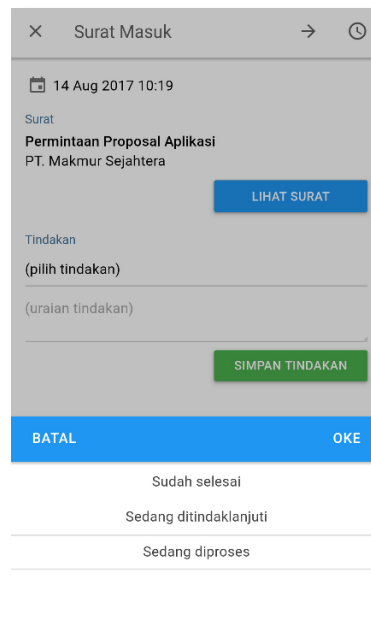 Surat Masuk
14 Aug 2017 10:19
Surat
Permintaan Proposal Aplikasi
PT. Makmur Sejahtera
LIHAT SURAT
Tindakan
(pilih tindakan)
(uraian tindakan)
SIMPAN TINDAKAN
BATAL OKE
Sudah selesai
Sedang ditindaklanjuti
Sedang diproses